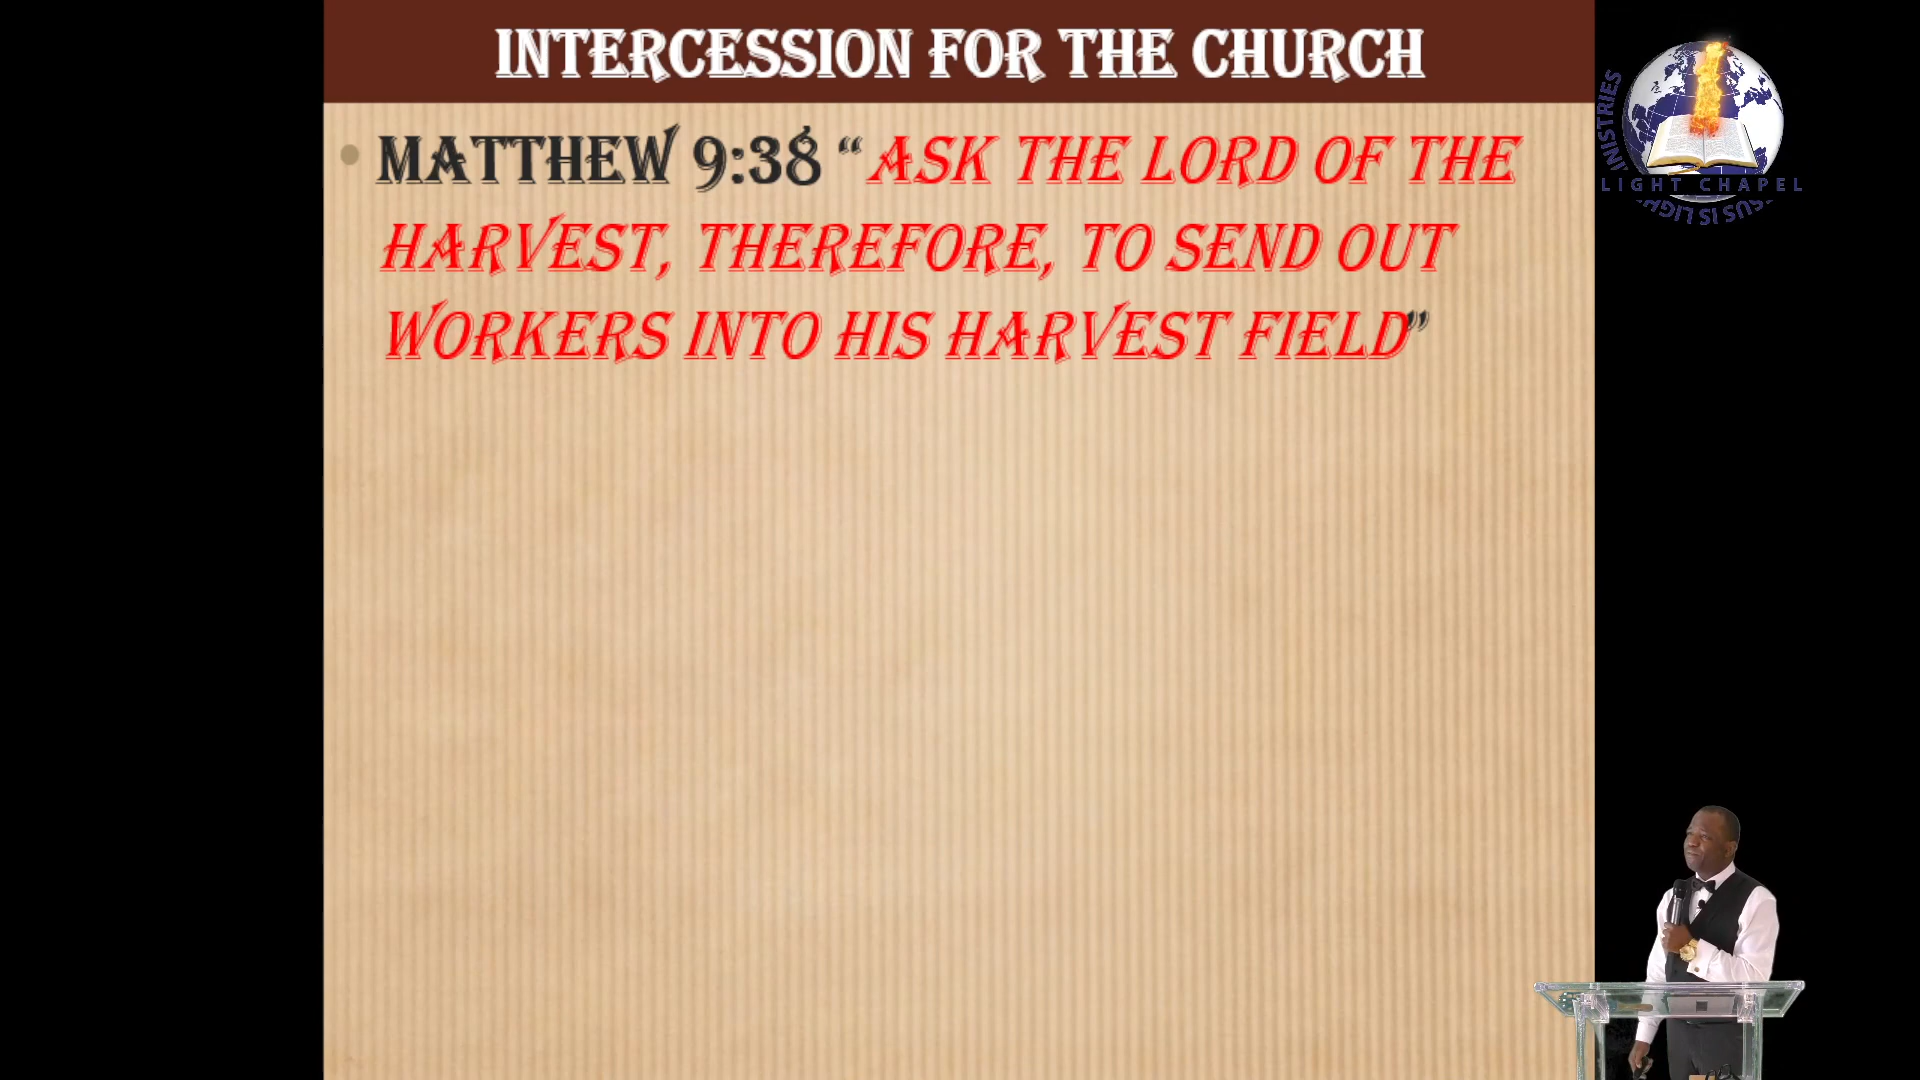 INTERCESSION FOR THE CHURCH
• MATTHEW 9:38 “ ASK THE LORD OF THE
HARVEST, THEREFORE, TO SEND OUT
WORKERS INTO HIS HARVEST FIELD”
LIGHT CHAPEL